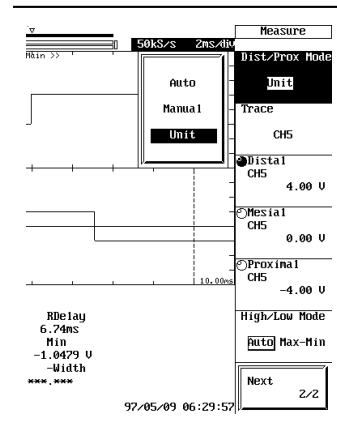 Measure
50kS/s 2ms/div
Main >>
Dist/Prox Mode
Unit
Auto
Manual
Unit
Trace
CH5
Distal
CH5
4.00 V
Mesial
CH5
0.00 V
Proximal
CH5
-4.00 V
10.00ms
RDelay
6.74ms
Min
-1.0479 V
-Width
***.***
High/Low Mode
Auto Max-Min
Next
2/2
97/05/09 06:29:57